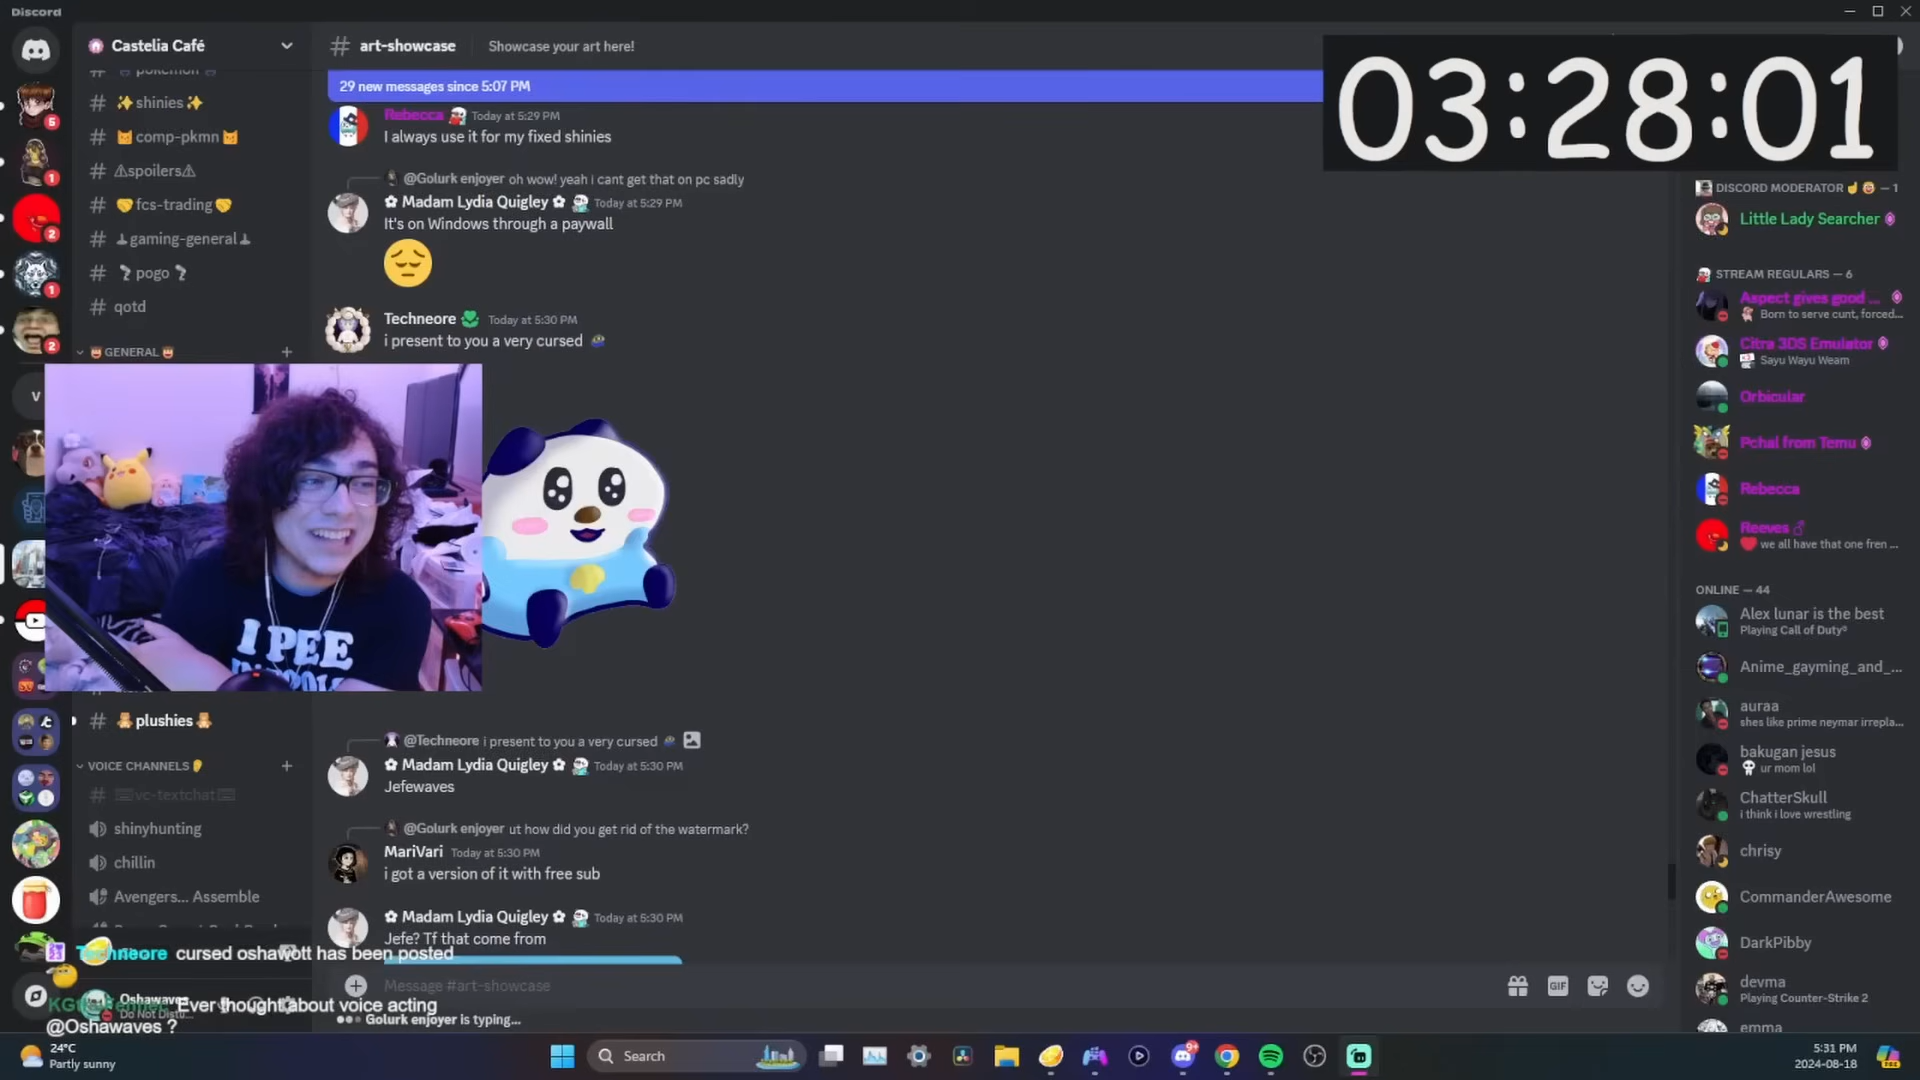 Discord
Castelia Café
# art-showcase
Showcase your art here!
29 new messages since 5:07 PM
03:28:01
pokemon
shinies
comp-pkmn
spoilers
fcs-trading
gaming-general
pogo
qotd
GENERAL
plushies
VOICE CHANNELS
vc-textchat
shinyhunting
chillin
Avengers... Assemble
Rebecca Today at 5:29 PM
I always use it for my fixed shinies
@Golurk enjoyer oh wow! yeah i cant get that on pc sadly
✿ Madam Lydia Quigley ✿ Today at 5:29 PM
It's on Windows through a paywall
Techneore Today at 5:30 PM
i present to you a very cursed
I PEE
@Techneore i present to you a very cursed
✿ Madam Lydia Quigley ✿ Today at 5:30 PM
Jefewaves
@Golurk enjoyer ut how did you get rid of the watermark?
MariVari Today at 5:30 PM
i got a version of it with free sub
✿ Madam Lydia Quigley ✿ Today at 5:30 PM
Jefe? Tf that come from
Message #art-showcase
GIF
Golurk enjoyer is typing...
Techneore cursed oshawott has been posted
Oshawaves
Do Not Distu...
Ever thought about voice acting
@Oshawaves ?
DISCORD MODERATOR — 1
Little Lady Searcher
STREAM REGULARS — 6
Aspect gives good ...
Born to serve cunt, forced...
Citra 3DS Emulator
Sayu Wayu Weam
Orbicular
Pchal from Temu
Rebecca
Reeves
we all have that one fren ...
ONLINE — 44
Alex lunar is the best
Playing Call of Duty®
Anime_gayming_and_...
auraa
shes like prime neymar irrepla...
bakugan jesus
ur mom lol
ChatterSkull
i think i love wrestling
chrisy
CommanderAwesome
DarkPibby
devma
Playing Counter-Strike 2
emma
24°C
Partly sunny
Search
5:31 PM
2024-08-18